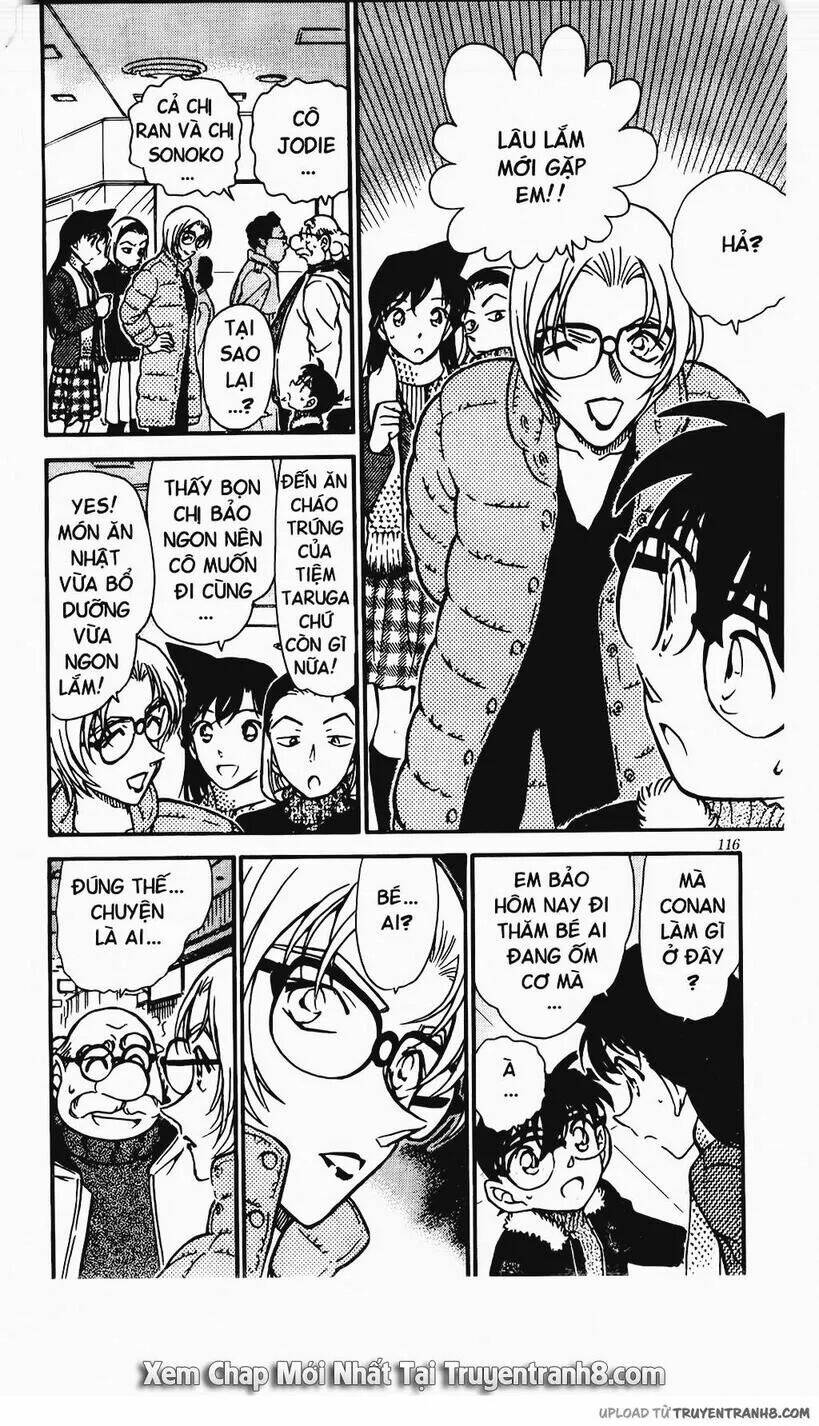 HẢ?
LÂU LẮM
MỚI GẶP
EM!!
CÔ
JODIE
...
CẢ CHỊ
RAN VÀ CHỊ
SONOKO
...
TẠI
SAO LẠI
...?
ĐẾN ĂN
CHÁO
TRỨNG
CỦA
TIỆM
TARUGA
CHỨ
CÒN GÌ
NỮA!
THẤY BỌN
CHỊ BẢO
NGON NÊN
CÔ MUỐN
ĐI CÙNG
...
YES!
MÓN ĂN
NHẬT
VỪA BỔ
DƯỠNG
VỪA
NGON
LẮM!
116
MÀ
CONAN
LÀM GÌ
Ở ĐÂY
?
EM BẢO
HÔM NAY ĐI
THĂM BÉ AI
ĐANG ỐM
CƠ MÀ
...
À
...
BÉ...
AI?
ĐÚNG THẾ...
CHUYỆN
LÀ AI...
Xem Chap Mới Nhất Tại Truyentranh8.com
UPLOAD TỪ TRUYENTRANH8.COM